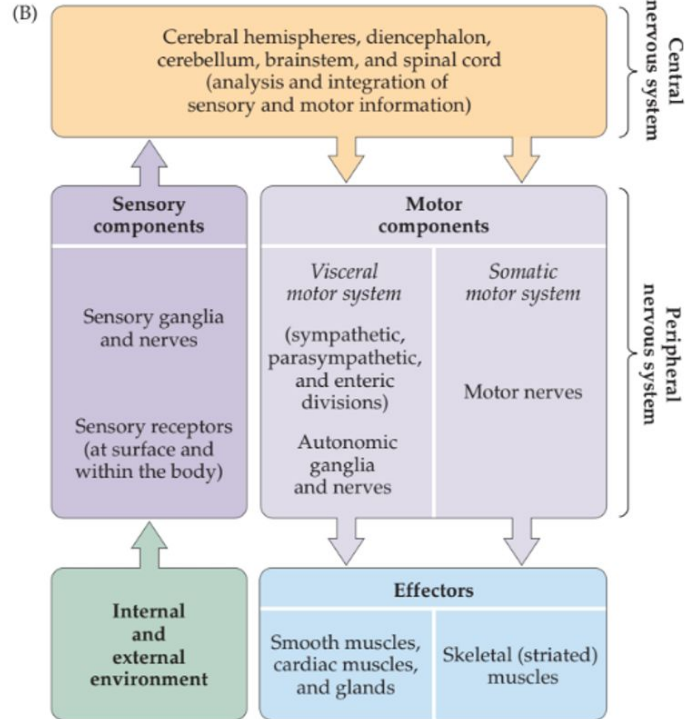 (B)
Cerebral hemispheres, diencephalon,
cerebellum, brainstem, and spinal cord
(analysis and integration of
sensory and motor information)
Central
nervous system
Sensory
components
Sensory ganglia
and nerves
Sensory receptors
(at surface and
within the body)
Motor
components
Visceral
motor system
(sympathetic,
parasympathetic,
and enteric
divisions)
Autonomic
ganglia
and nerves
Somatic
motor system
Motor nerves
Peripheral
nervous system
Internal
and
external
environment
Effectors
Smooth muscles,
cardiac muscles,
and glands
Skeletal (striated)
muscles